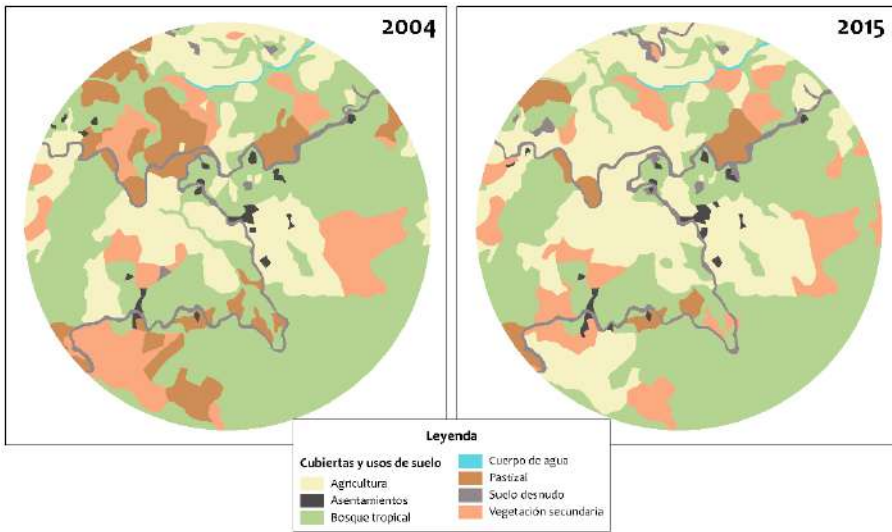 2004
2015
Leyenda
Cubiertas y usos de suelo
Agricultura
Asentamientos
Bosque tropical
Cuerpo de agua
Pastizal
Suelo desnudo
Vegetación secundaria